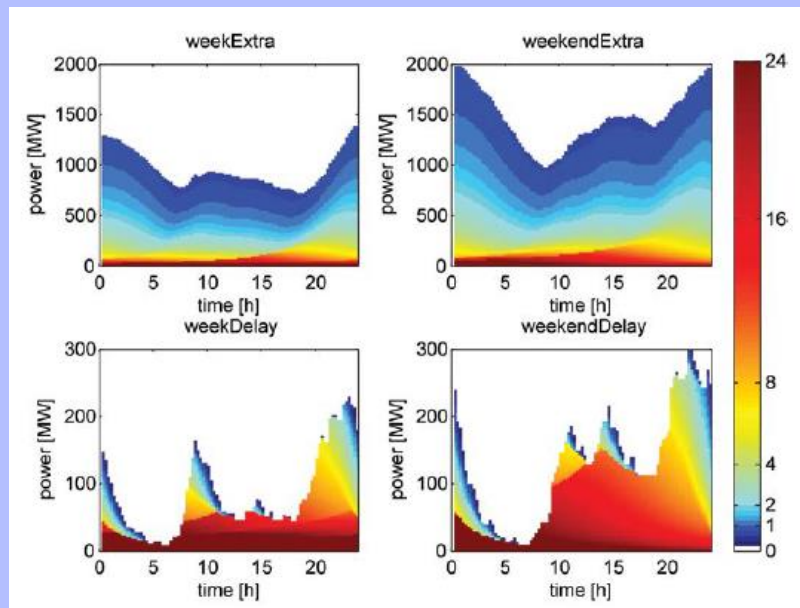 weekExtra
2000
1500
1000
500
0
power [MW]
0 5 10 15 20
time [h]
weekendExtra
2000
1500
1000
500
0
power [MW]
0 5 10 15 20
time [h]
weekDelay
300
200
100
0
power [MW]
0 5 10 15 20
time [h]
weekendDelay
300
200
100
0
power [MW]
0 5 10 15 20
time [h]
24
16
8
4
2
1
0